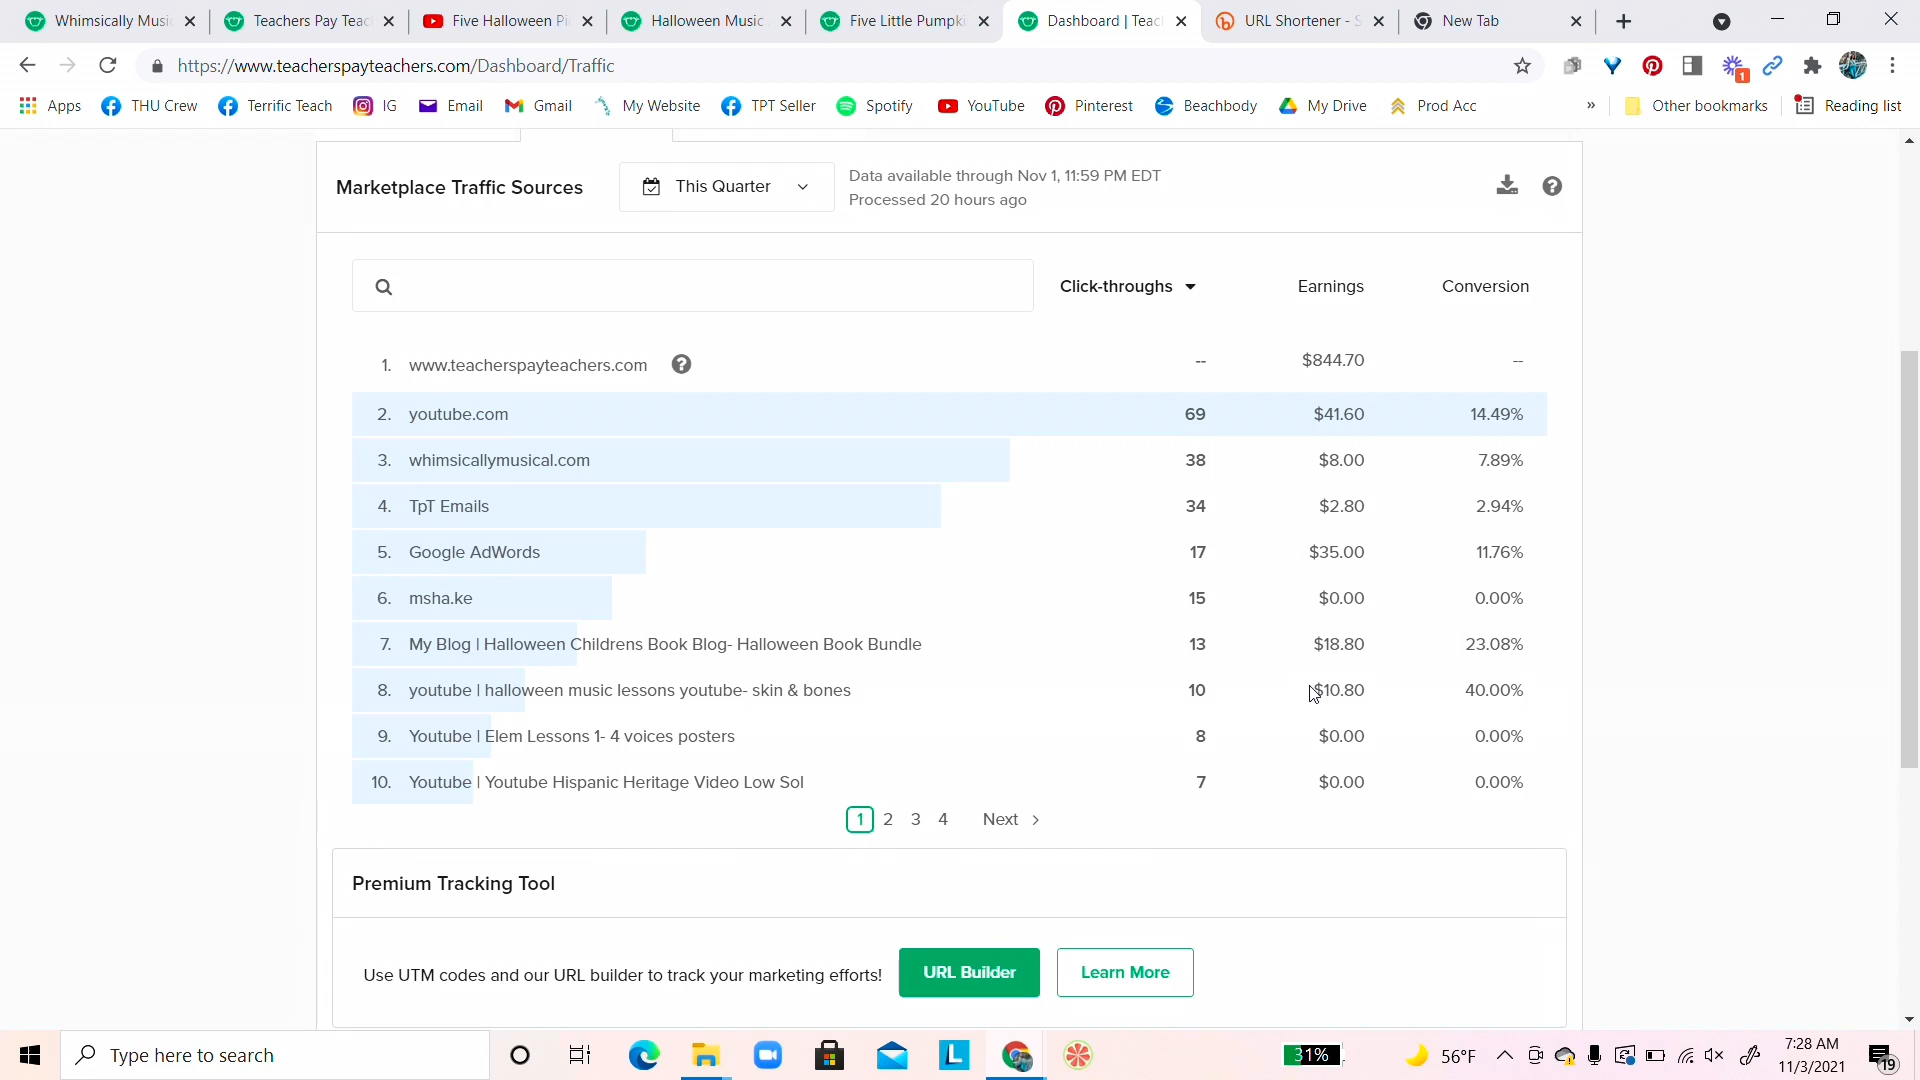 Whimsically Music
Teachers Pay Teac
Five Halloween Pi
Halloween Music
Five Little Pumpki
Dashboard | Teac
URL Shortener - S
New Tab
https://www.teacherspayteachers.com/Dashboard/Traffic
1
Apps
THU Crew
Terrific Teach
IG
Email
Gmail
My Website
TPT Seller
Spotify
YouTube
Pinterest
Beachbody
My Drive
Prod Acc
»
Other bookmarks
Reading list
Marketplace Traffic Sources
This Quarter
Data available through Nov 1, 11:59 PM EDT
Processed 20 hours ago
Click-throughs Earnings Conversion
1. www.teacherspayteachers.com -- $844.70 --
2. youtube.com 69 $41.60 14.49%
3. whimsicallymusical.com 38 $8.00 7.89%
4. TpT Emails 34 $2.80 2.94%
5. Google AdWords 17 $35.00 11.76%
6. msha.ke 15 $0.00 0.00%
7. My Blog | Halloween Childrens Book Blog- Halloween Book Bundle 13 $18.80 23.08%
8. youtube | halloween music lessons youtube- skin & bones 10 $10.80 40.00%
9. Youtube | Elem Lessons 1- 4 voices posters 8 $0.00 0.00%
10. Youtube | Youtube Hispanic Heritage Video Low Sol 7 $0.00 0.00%
1 2 3 4 Next >
Premium Tracking Tool
Use UTM codes and our URL builder to track your marketing efforts!
URL Builder
Learn More
Type here to search
31%
56°F
7:28 AM
11/3/2021
19